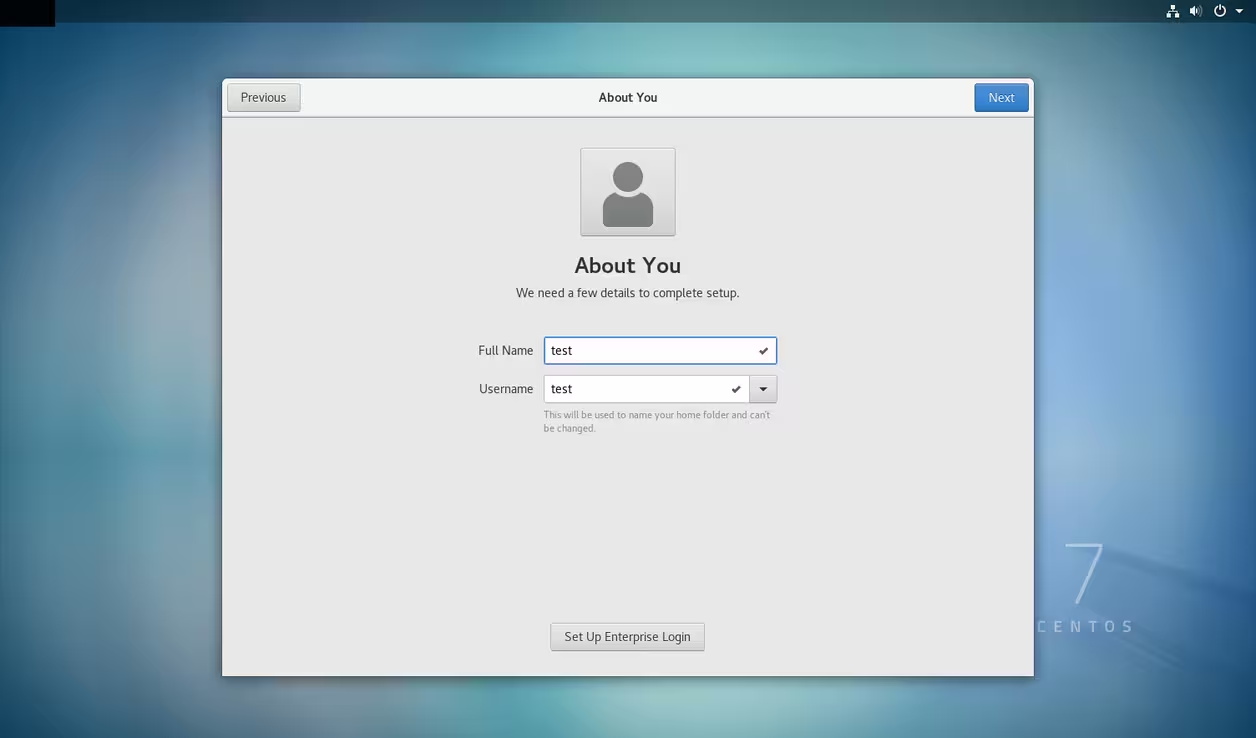 Previous
About You
Next
About You
We need a few details to complete setup.
Full Name
test
Username
test
This will be used to name your home folder and can't
be changed.
7
CENTOS
Set Up Enterprise Login